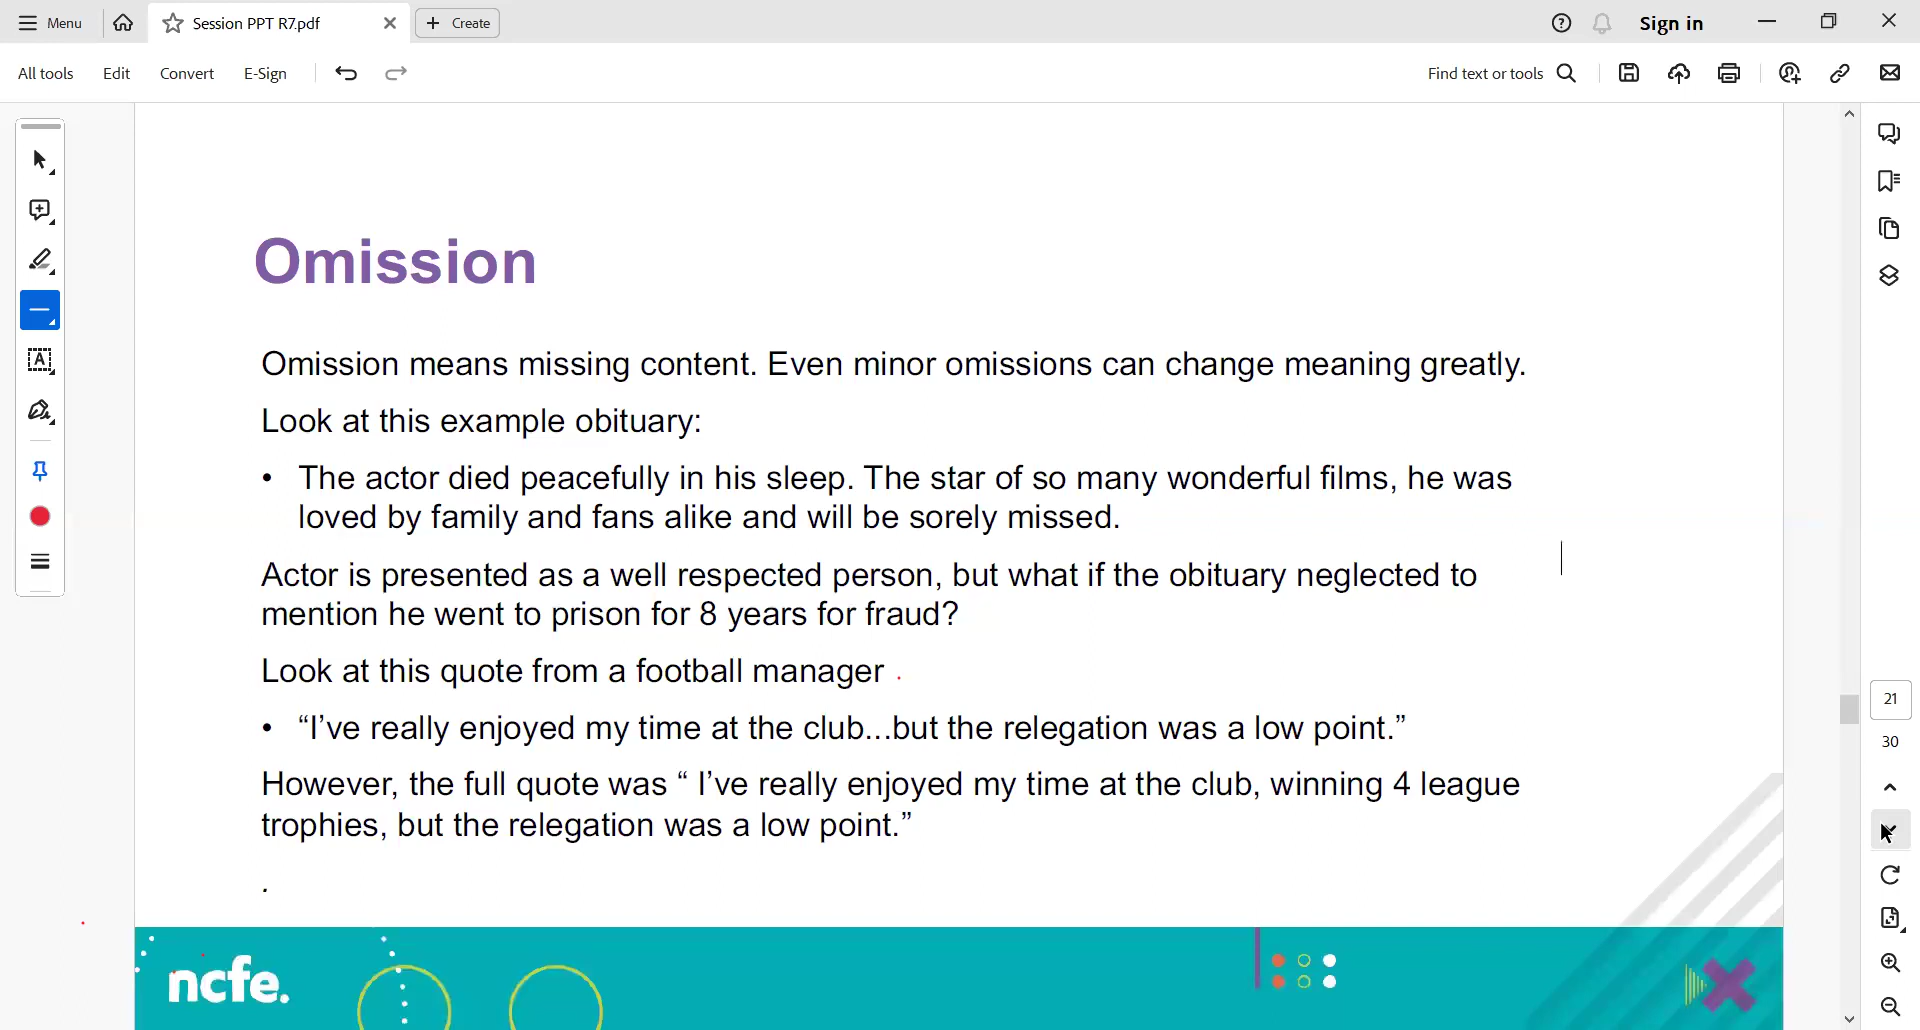 Menu
Session PPT R7.pdf
Create
Sign in
All tools
Edit
Convert
E-Sign
Find text or tools
Omission
Omission means missing content. Even minor omissions can change meaning greatly.
Look at this example obituary:
• The actor died peacefully in his sleep. The star of so many wonderful films, he was
loved by family and fans alike and will be sorely missed.
Actor is presented as a well respected person, but what if the obituary neglected to
mention he went to prison for 8 years for fraud?
Look at this quote from a football manager .
• “I’ve really enjoyed my time at the club...but the relegation was a low point.”
However, the full quote was “ I’ve really enjoyed my time at the club, winning 4 league
trophies, but the relegation was a low point.”
.
21
30
ncfe.